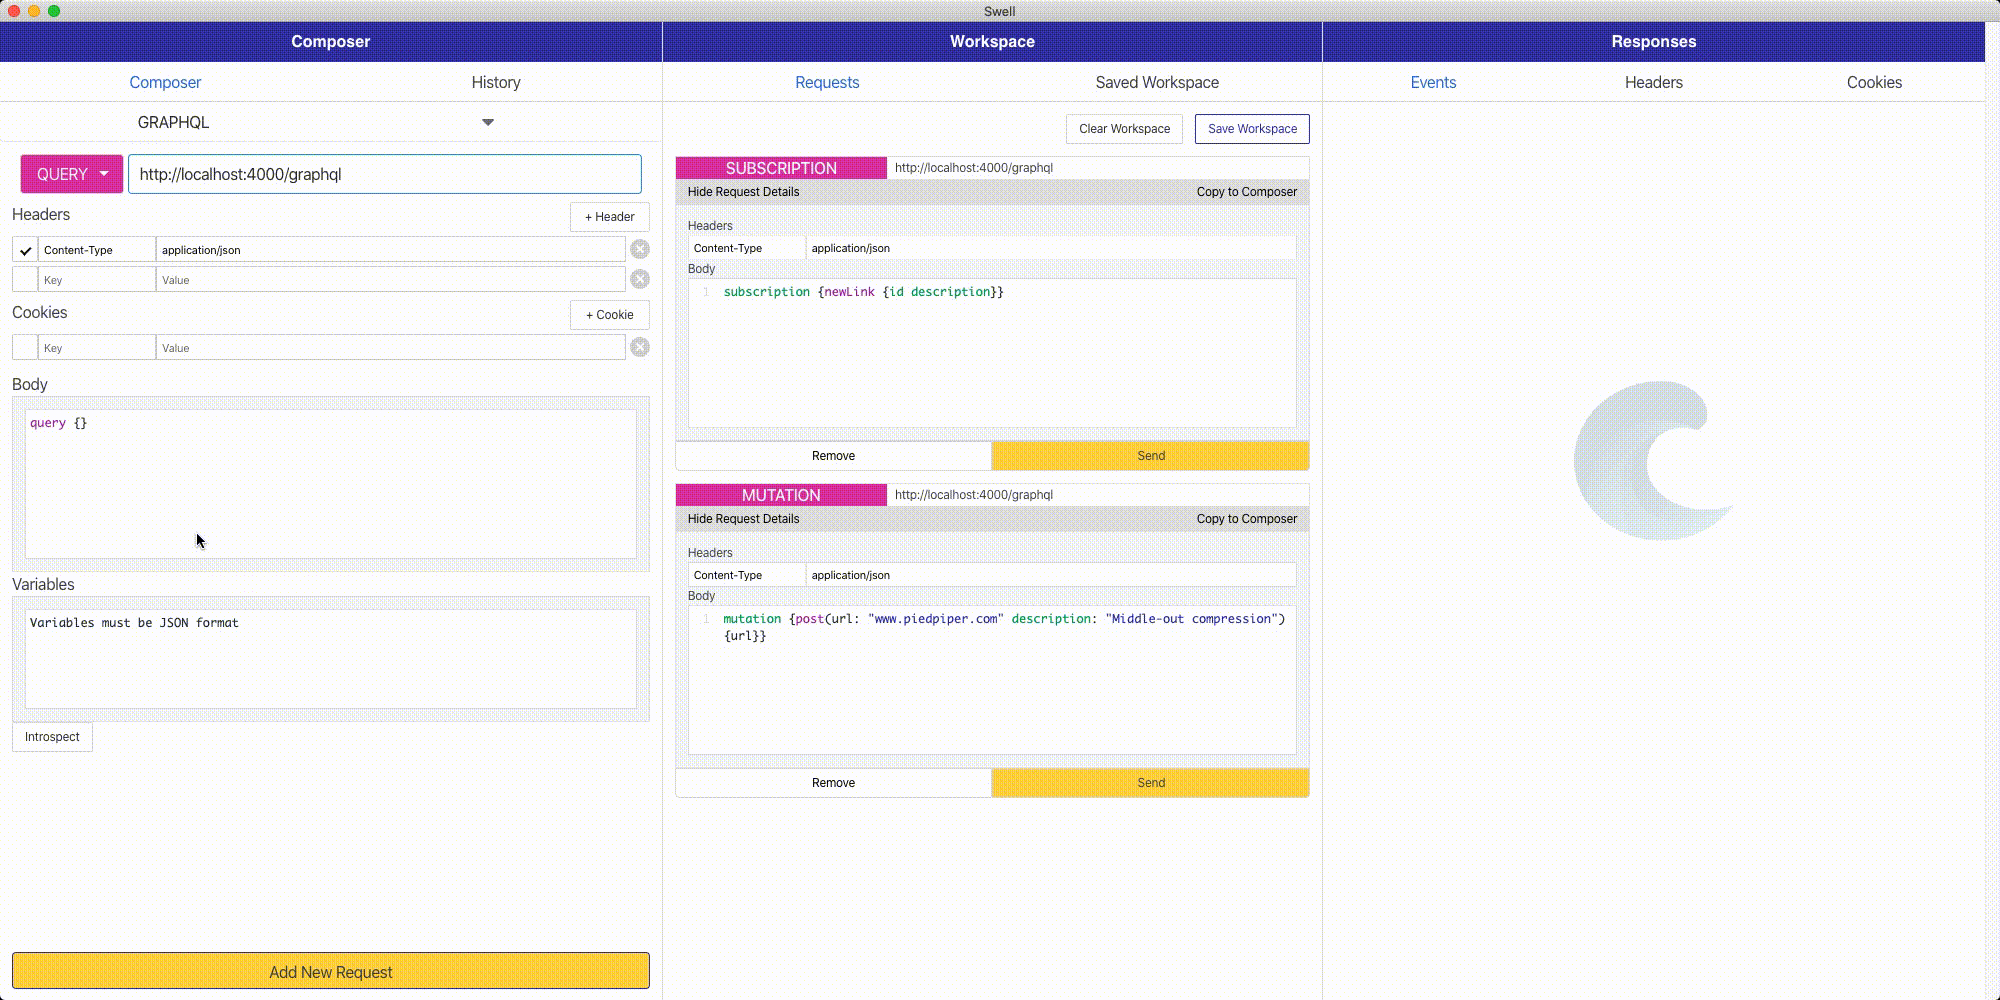 Swell
Composer
Composer History
GRAPHQL
QUERY http://localhost:4000/graphql
Headers + Header
Content-Type application/json
Key Value
Cookies + Cookie
Key Value
Body
query {}
Variables
Variables must be JSON format
Introspect
Add New Request
Workspace
Requests Saved Workspace
Clear Workspace Save Workspace
SUBSCRIPTION http://localhost:4000/graphql
Hide Request Details Copy to Composer
Headers
Content-Type application/json
Body
1 subscription {newLink {id description}}
Remove Send
MUTATION http://localhost:4000/graphql
Hide Request Details Copy to Composer
Headers
Content-Type application/json
Body
1 mutation {post(url: "www.piedpiper.com" description: "Middle-out compression")
{url}}
Remove Send
Responses
Events Headers Cookies